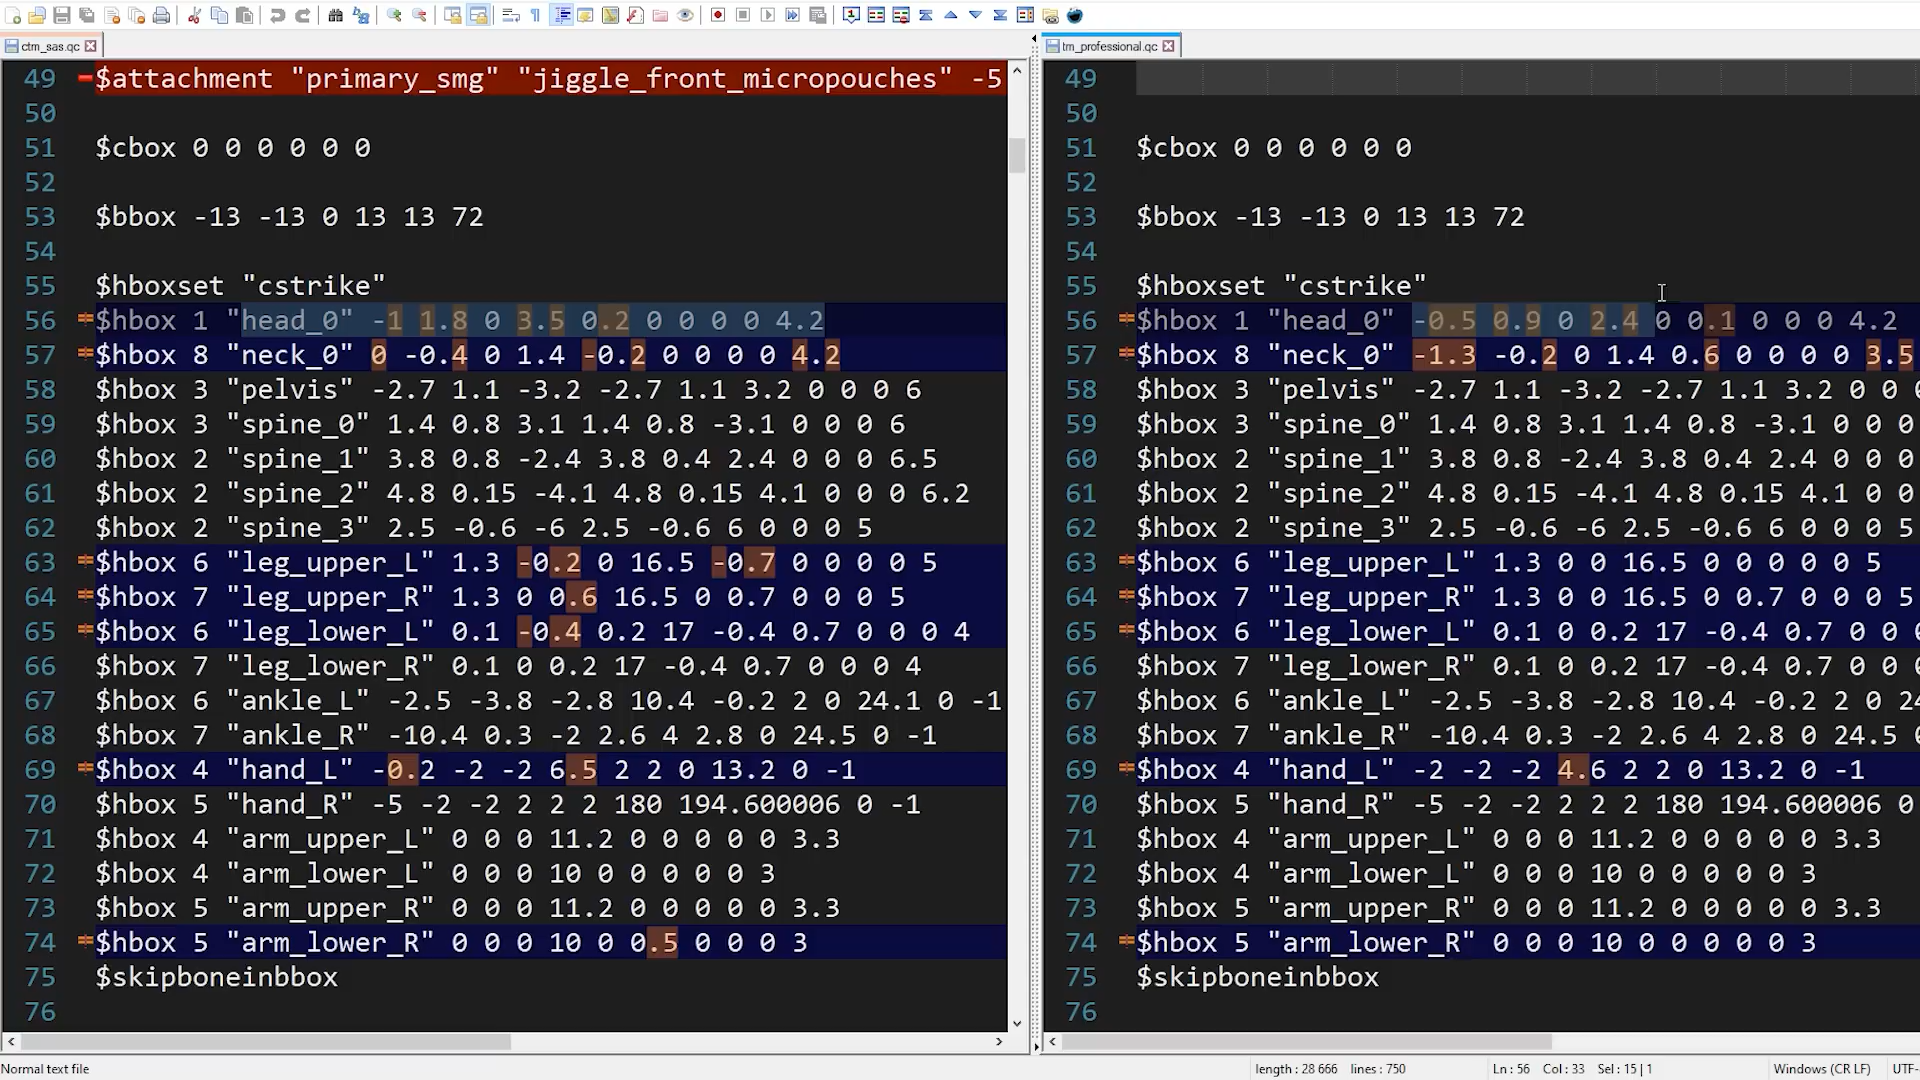 ctm_sas.qc
49 $attachment "primary_smg" "jiggle_front_micropouches" -5
50
51 $cbox 0 0 0 0 0 0
52
53 $bbox -13 -13 0 13 13 72
54
55 $hboxset "cstrike"
56 $hbox 1 "head_0" -1 1.8 0 3.5 0.2 0 0 0 0 4.2
57 $hbox 8 "neck_0" 0 -0.4 0 1.4 -0.2 0 0 0 0 4.2
58 $hbox 3 "pelvis" -2.7 1.1 -3.2 -2.7 1.1 3.2 0 0 0 6
59 $hbox 3 "spine_0" 1.4 0.8 3.1 1.4 0.8 -3.1 0 0 0 6
60 $hbox 2 "spine_1" 3.8 0.8 -2.4 3.8 0.4 2.4 0 0 0 6.5
61 $hbox 2 "spine_2" 4.8 0.15 -4.1 4.8 0.15 4.1 0 0 0 6.2
62 $hbox 2 "spine_3" 2.5 -0.6 -6 2.5 -0.6 6 0 0 0 5
63 $hbox 6 "leg_upper_L" 1.3 -0.2 0 16.5 -0.7 0 0 0 0 5
64 $hbox 7 "leg_upper_R" 1.3 0 0.6 16.5 0 0.7 0 0 0 5
65 $hbox 6 "leg_lower_L" 0.1 -0.4 0.2 17 -0.4 0.7 0 0 0 4
66 $hbox 7 "leg_lower_R" 0.1 0 0.2 17 -0.4 0.7 0 0 0 4
67 $hbox 6 "ankle_L" -2.5 -3.8 -2.8 10.4 -0.2 2 0 24.1 0 -1
68 $hbox 7 "ankle_R" -10.4 0.3 -2 2.6 4 2.8 0 24.5 0 -1
69 $hbox 4 "hand_L" -0.2 -2 -2 6.5 2 2 0 13.2 0 -1
70 $hbox 5 "hand_R" -5 -2 -2 2 2 2 180 194.600006 0 -1
71 $hbox 4 "arm_upper_L" 0 0 0 11.2 0 0 0 0 0 3.3
72 $hbox 4 "arm_lower_L" 0 0 0 10 0 0 0 0 0 3
73 $hbox 5 "arm_upper_R" 0 0 0 11.2 0 0 0 0 0 3.3
74 $hbox 5 "arm_lower_R" 0 0 0 10 0 0.5 0 0 0 3
75 $skipboneinbbox
76
tm_professional.qc
49
50
51 $cbox 0 0 0 0 0 0
52
53 $bbox -13 -13 0 13 13 72
54
55 $hboxset "cstrike"
56 $hbox 1 "head_0" -0.5 0.9 0 2.4 0 0.1 0 0 0 4.2
57 $hbox 8 "neck_0" -1.3 -0.2 0 1.4 0.6 0 0 0 0 3.5
58 $hbox 3 "pelvis" -2.7 1.1 -3.2 -2.7 1.1 3.2 0 0 0
59 $hbox 3 "spine_0" 1.4 0.8 3.1 1.4 0.8 -3.1 0 0 0
60 $hbox 2 "spine_1" 3.8 0.8 -2.4 3.8 0.4 2.4 0 0 0
61 $hbox 2 "spine_2" 4.8 0.15 -4.1 4.8 0.15 4.1 0 0
62 $hbox 2 "spine_3" 2.5 -0.6 -6 2.5 -0.6 6 0 0 0 5
63 $hbox 6 "leg_upper_L" 1.3 0 0 16.5 0 0 0 0 0 5
64 $hbox 7 "leg_upper_R" 1.3 0 0 16.5 0 0.7 0 0 0 5
65 $hbox 6 "leg_lower_L" 0.1 0 0.2 17 -0.4 0.7 0 0 0
66 $hbox 7 "leg_lower_R" 0.1 0 0.2 17 -0.4 0.7 0 0 0
67 $hbox 6 "ankle_L" -2.5 -3.8 -2.8 10.4 -0.2 2 0 24
68 $hbox 7 "ankle_R" -10.4 0.3 -2 2.6 4 2.8 0 24.5 0
69 $hbox 4 "hand_L" -2 -2 -2 4.6 2 2 0 13.2 0 -1
70 $hbox 5 "hand_R" -5 -2 -2 2 2 2 180 194.600006 0
71 $hbox 4 "arm_upper_L" 0 0 0 11.2 0 0 0 0 0 3.3
72 $hbox 4 "arm_lower_L" 0 0 0 10 0 0 0 0 0 3
73 $hbox 5 "arm_upper_R" 0 0 0 11.2 0 0 0 0 0 3.3
74 $hbox 5 "arm_lower_R" 0 0 0 10 0 0 0 0 0 3
75 $skipboneinbbox
76
Normal text file
length : 28 666 lines : 750
Ln : 56 Col : 33 Sel : 15 | 1
Windows (CR LF)
UTF-